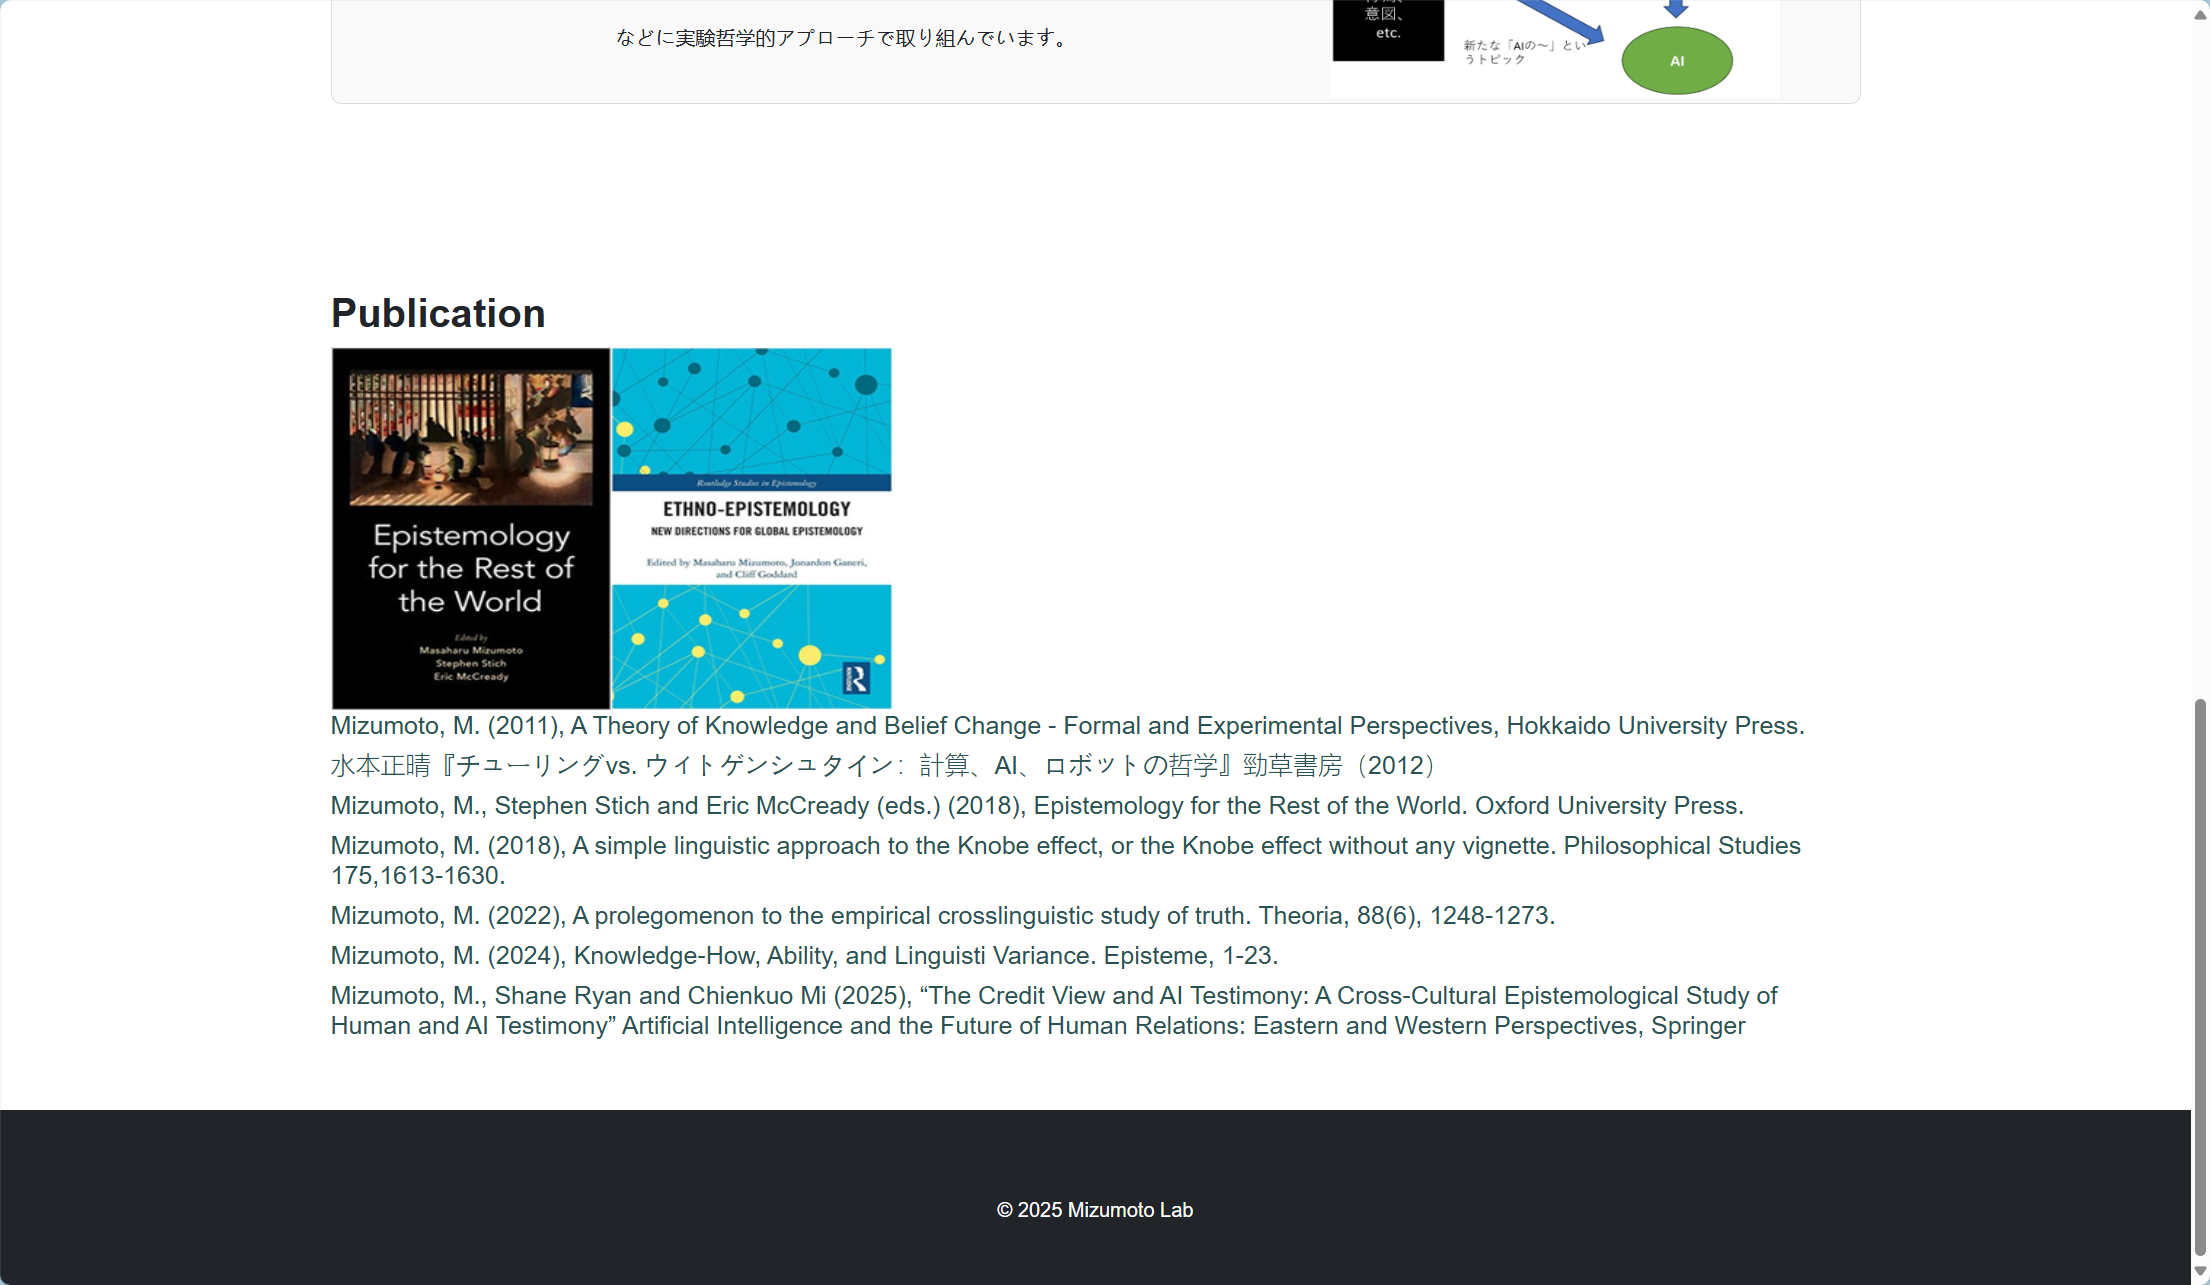 などに実験哲学的アプローチで取り組んでいます。
意図、
etc.
新たな「AIの〜」とい
うトピック
AI
Publication
Epistemology
for the Rest of
the World
Edited by
Masaharu Mizumoto
Stephen Stich
Eric McCready
Routledge Studies in Epistemology
ETHNO-EPISTEMOLOGY
NEW DIRECTIONS FOR GLOBAL EPISTEMOLOGY
Edited by Masaharu Mizumoto, Jonardon Ganeri,
and Cliff Goddard
R
Mizumoto, M. (2011), A Theory of Knowledge and Belief Change - Formal and Experimental Perspectives, Hokkaido University Press.
水本正晴『チューリングvs. ウィトゲンシュタイン：計算、AI、ロボットの哲学』勁草書房（2012）
Mizumoto, M., Stephen Stich and Eric McCready (eds.) (2018), Epistemology for the Rest of the World. Oxford University Press.
Mizumoto, M. (2018), A simple linguistic approach to the Knobe effect, or the Knobe effect without any vignette. Philosophical Studies
175,1613-1630.
Mizumoto, M. (2022), A prolegomenon to the empirical crosslinguistic study of truth. Theoria, 88(6), 1248-1273.
Mizumoto, M. (2024), Knowledge-How, Ability, and Linguisti Variance. Episteme, 1-23.
Mizumoto, M., Shane Ryan and Chienkuo Mi (2025), “The Credit View and AI Testimony: A Cross-Cultural Epistemological Study of
Human and AI Testimony” Artificial Intelligence and the Future of Human Relations: Eastern and Western Perspectives, Springer
© 2025 Mizumoto Lab